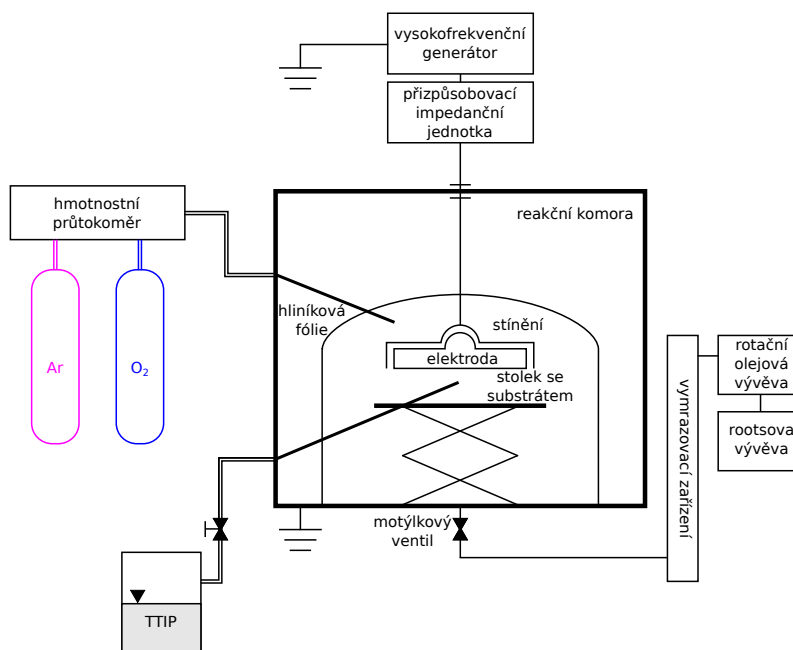 vysokofrekvenční
generátor
přizpůsobovací
impedanční
jednotka
hmotnostní
průtokoměr
reakční komora
hliníková
fólie
stínění
elektroda
stolek se
substrátem
Ar
O₂
rotační
olejová
vývěva
rootsova
vývěva
vymrazovací zařízení
motýlkový
ventil
TTIP